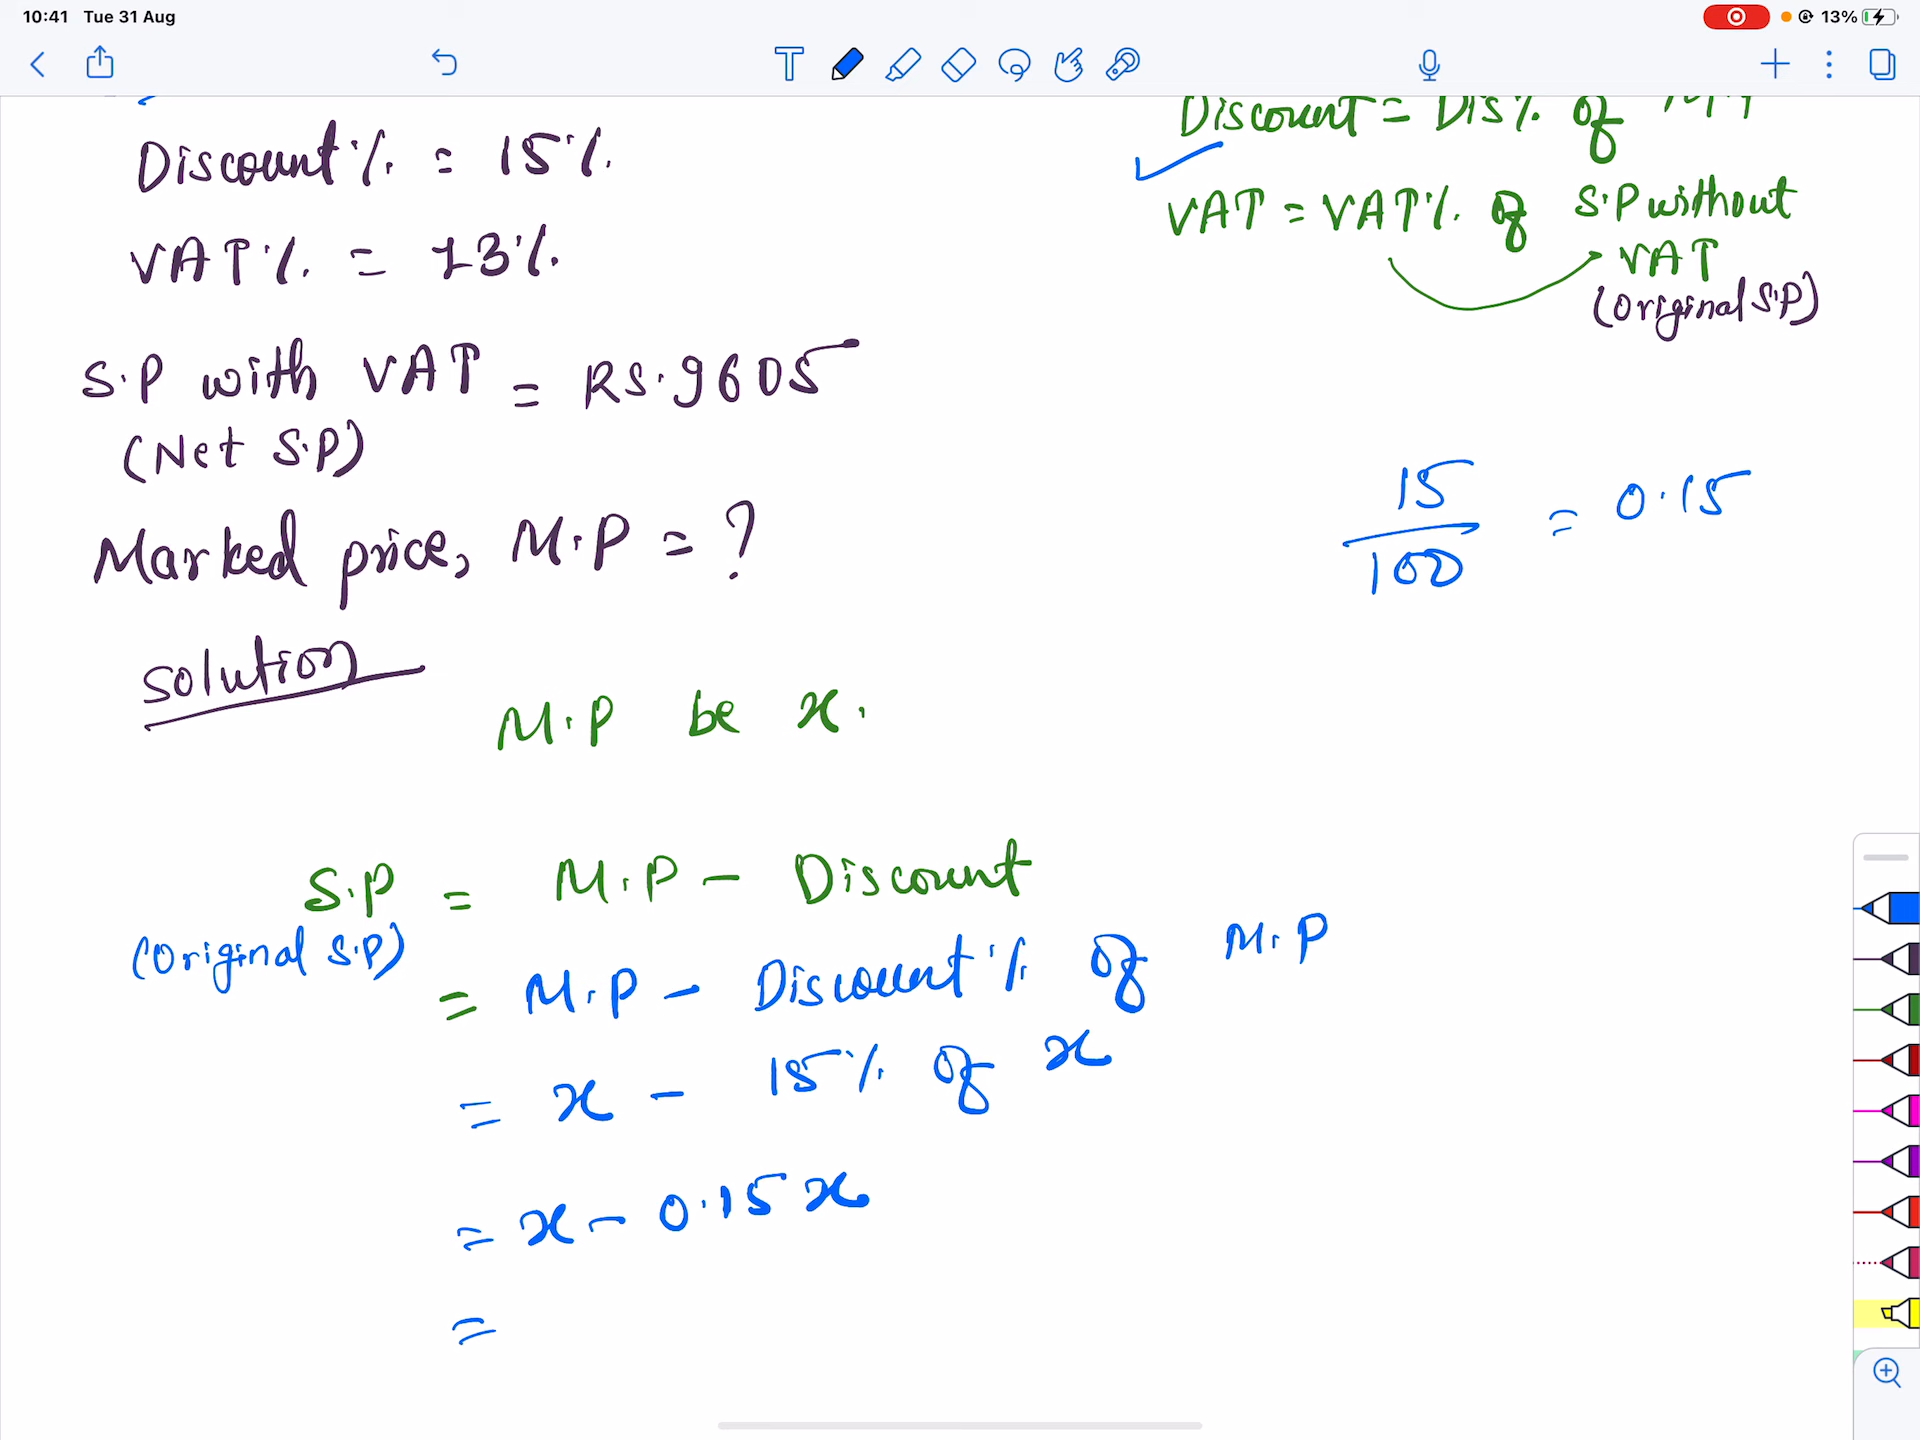 10:41 Tue 31 Aug
13%
Discount% = 15%
VAT% = 13%
S.P with VAT = RS.9605
(Net S.P)
Marked price, M.P = ?
Solution
M.P be x.
S.P = M.P - Discount
(Original S.P)
= M.P - Discount% of M.P
= x - 15% of x
= x - 0.15x
=
Discount = Dis% of
VAT = VAT% of S.P without
VAT
(Original S.P)
15
100
= 0.15